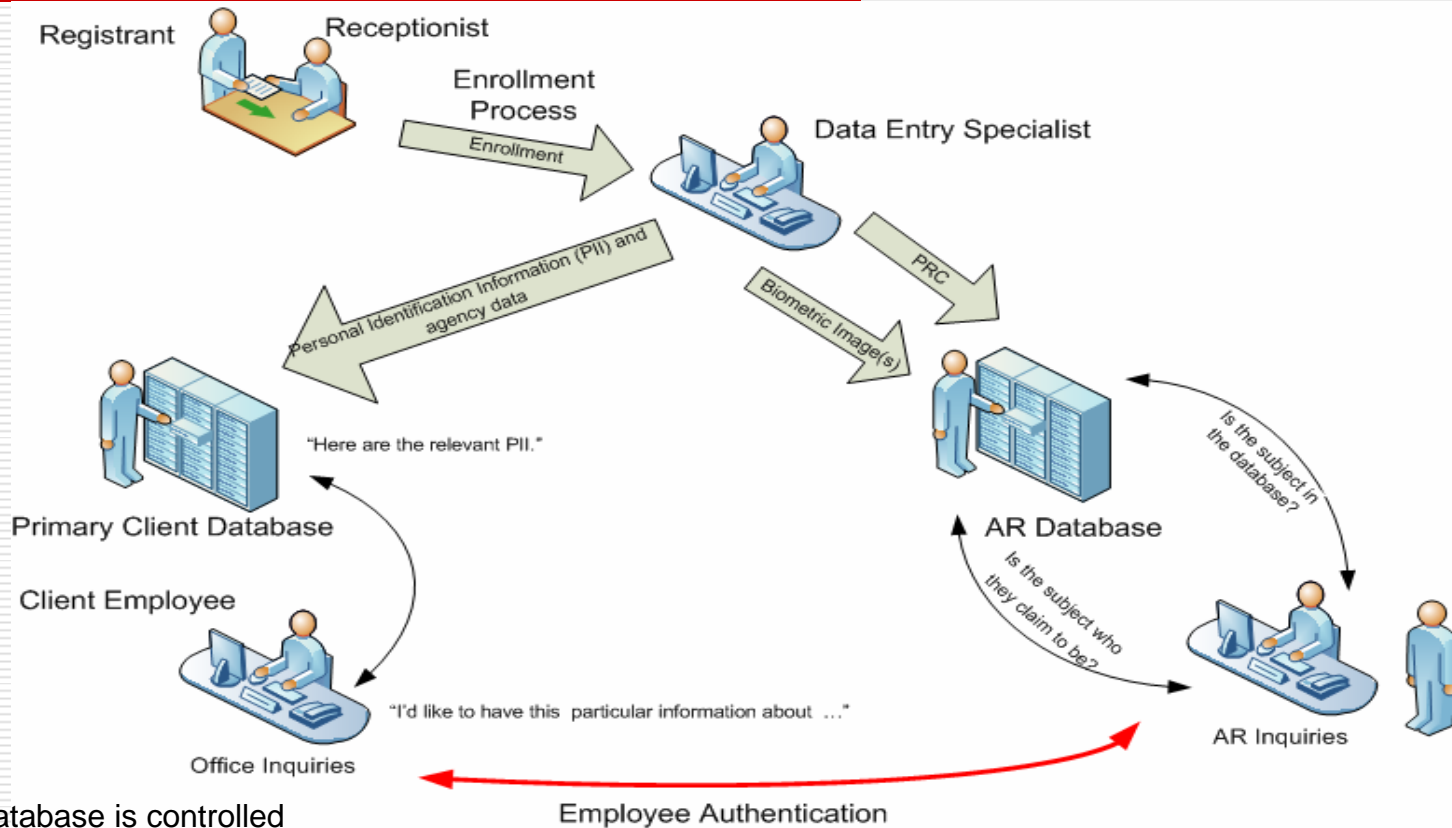 Registrant
Receptionist
Enrollment
Process
Enrollment
Data Entry Specialist
Personal Identification Information (PII) and
agency data
PRC
Biometric Image(s)
"Here are the relevant PII."
Primary Client Database
AR Database
Is the subject in
the database?
Is the subject who
they claim to be?
Client Employee
"I'd like to have this particular information about ..."
Office Inquiries
AR Inquiries
Employee Authentication
atabase is controlled